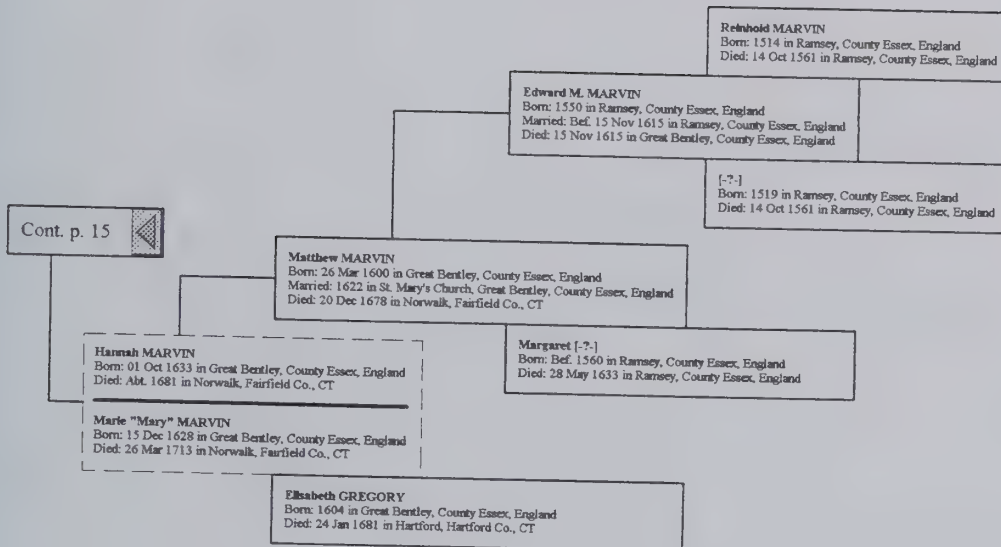 Reinhold MARVIN
Born: 1514 in Ramsey, County Essex, England
Died: 14 Oct 1561 in Ramsey, County Essex, England
Edward M. MARVIN
Born: 1550 in Ramsey, County Essex, England
Married: Bef. 15 Nov 1615 in Ramsey, County Essex, England
Died: 15 Nov 1615 in Great Bentley, County Essex, England
[-?-]
Born: 1519 in Ramsey, County Essex, England
Died: 14 Oct 1561 in Ramsey, County Essex, England
Cont. p. 15
Matthew MARVIN
Born: 26 Mar 1600 in Great Bentley, County Essex, England
Married: 1622 in St. Mary's Church, Great Bentley, County Essex, England
Died: 20 Dec 1678 in Norwalk, Fairfield Co., CT
Margaret [-?-]
Born: Bef. 1560 in Ramsey, County Essex, England
Died: 28 May 1633 in Ramsey, County Essex, England
Hannah MARVIN
Born: 01 Oct 1633 in Great Bentley, County Essex, England
Died: Abt. 1681 in Norwalk, Fairfield Co., CT
Marie "Mary" MARVIN
Born: 15 Dec 1628 in Great Bentley, County Essex, England
Died: 26 Mar 1713 in Norwalk, Fairfield Co., CT
Elisabeth GREGORY
Born: 1604 in Great Bentley, County Essex, England
Died: 24 Jan 1681 in Hartford, Hartford Co., CT